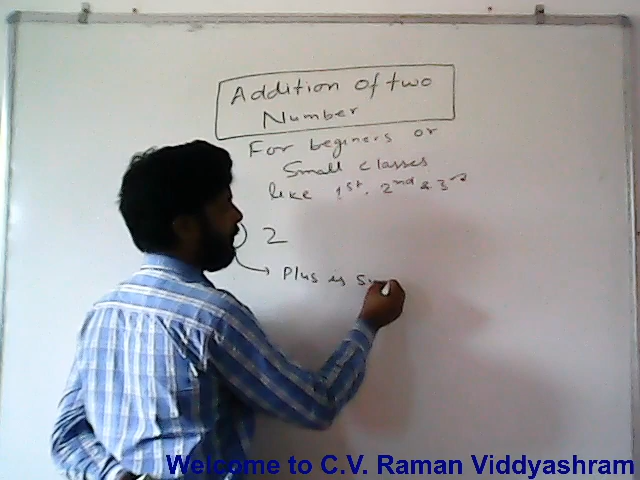 Addition of two
Number
For beginers or
Small classes
like 1st, 2nd & 3rd
2
Plus is
Welcome to C.V. Raman Viddyashram